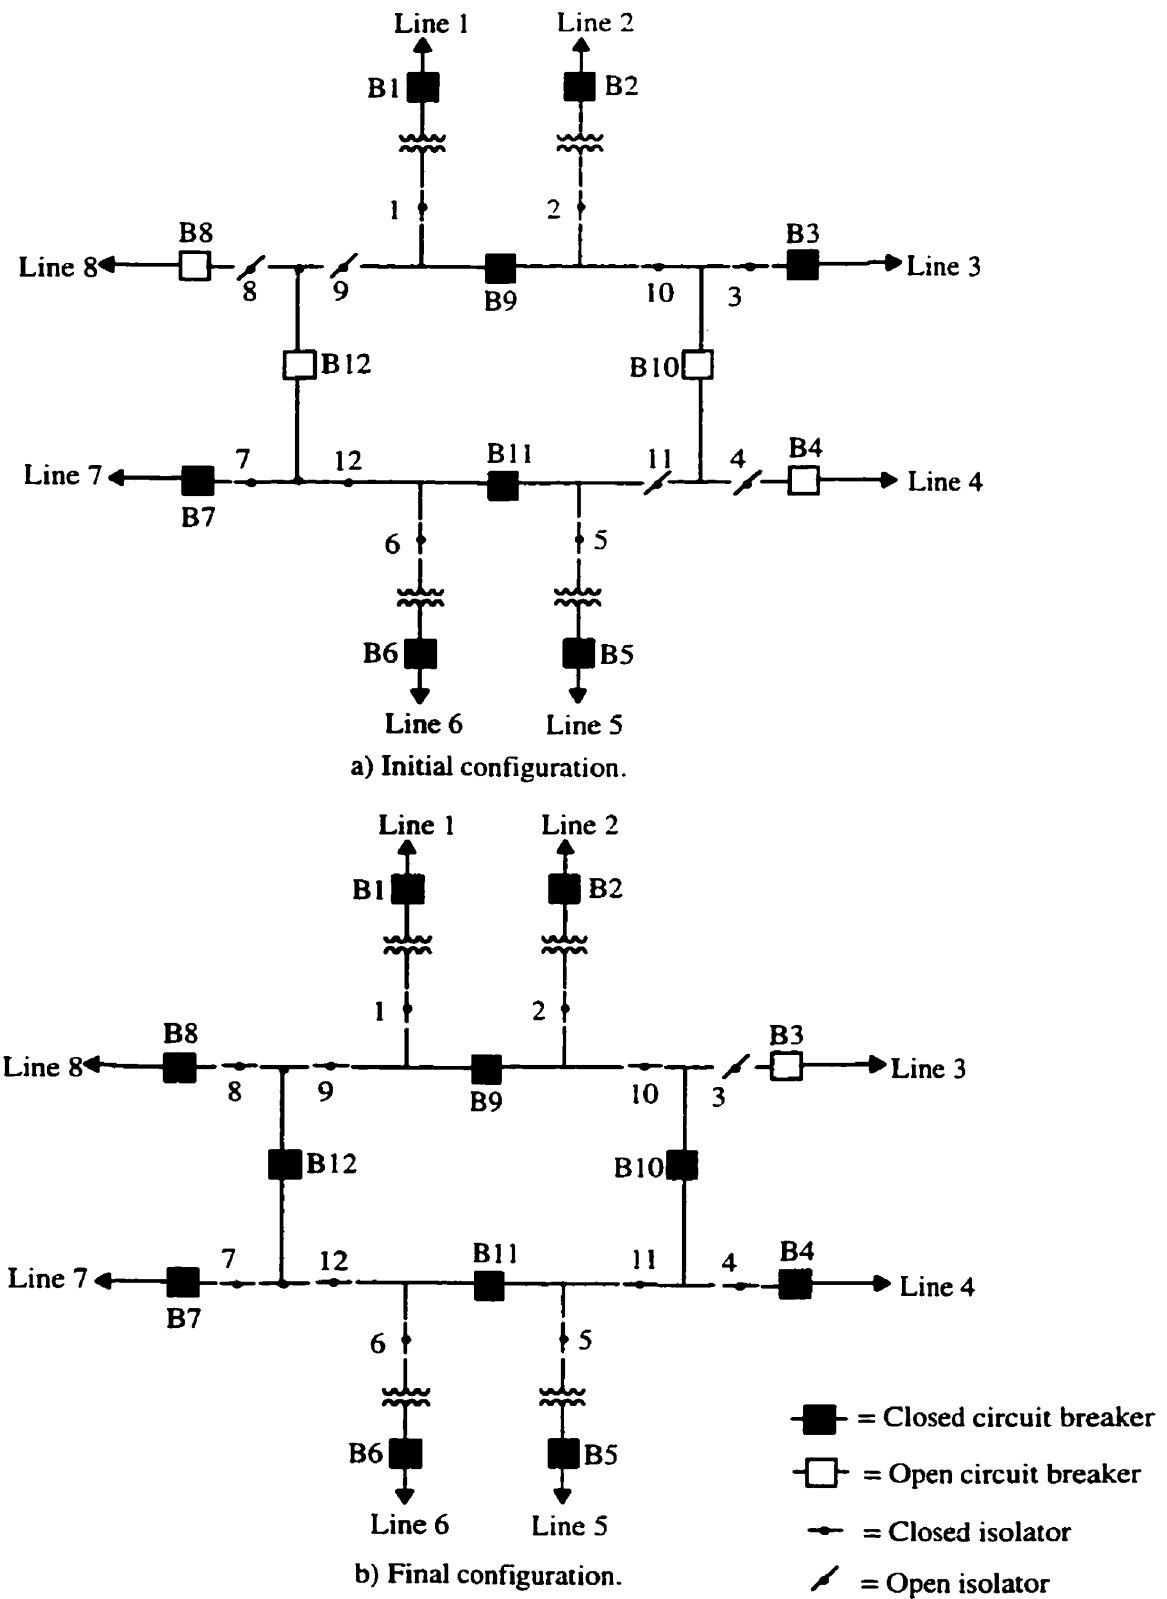 Line 1
Line 2
B1
B2
1
2
B8
B3
Line 8
8
9
B9
10
3
Line 3
B12
B10
B11
Line 7
7
12
11
4
B4
Line 4
B7
6
5
B6
B5
Line 6
Line 5
a) Initial configuration.
Line 1
Line 2
B1
B2
1
2
B8
B3
Line 8
8
9
B9
10
3
Line 3
B12
B10
Line 7
7
12
B11
11
4
B4
Line 4
B7
6
5
B6
B5
Line 6
Line 5
b) Final configuration.
= Closed circuit breaker
= Open circuit breaker
= Closed isolator
= Open isolator